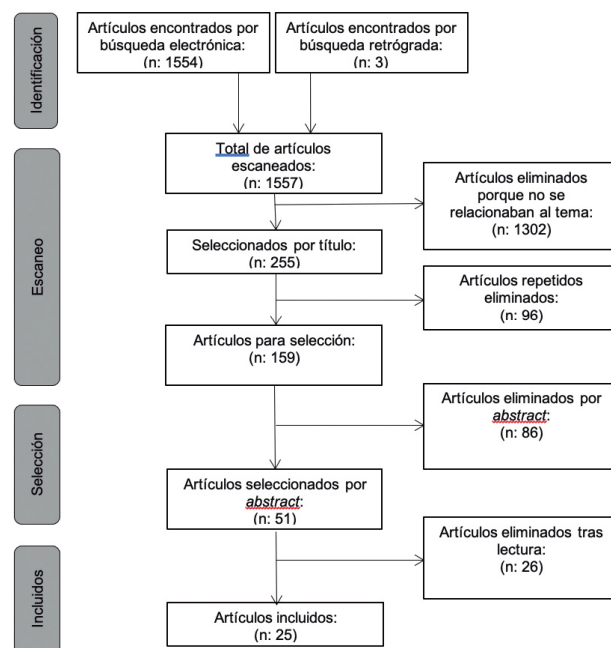 Identificación
Artículos encontrados por
búsqueda electrónica:
(n: 1554)
Artículos encontrados por
búsqueda retrógrada:
(n: 3)
Escaneo
Total de artículos
escaneados:
(n: 1557)
Artículos eliminados
porque no se
relacionaban al tema:
(n: 1302)
Seleccionados por título:
(n: 255)
Artículos repetidos
eliminados:
(n: 96)
Artículos para selección:
(n: 159)
Selección
Artículos eliminados por
abstract:
(n: 86)
Artículos seleccionados por
abstract:
(n: 51)
Incluidos
Artículos eliminados tras
lectura:
(n: 26)
Artículos incluidos:
(n: 25)